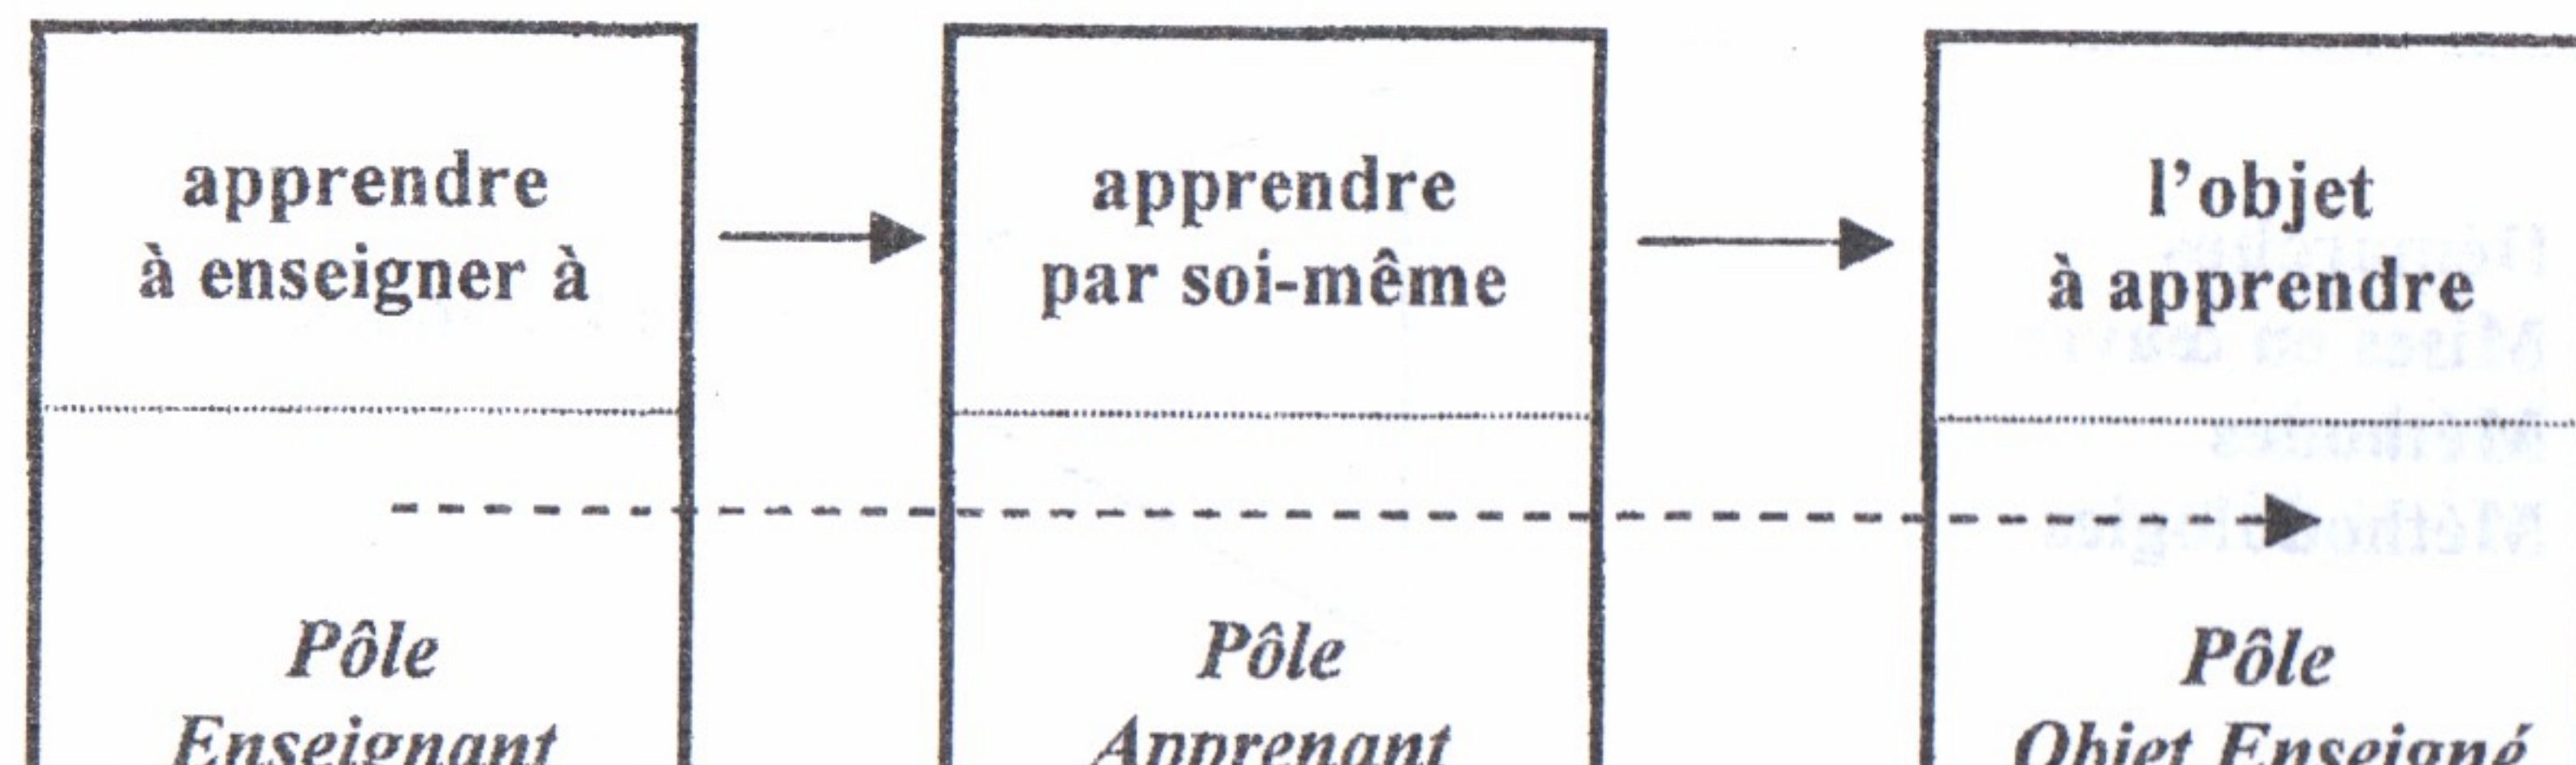 apprendre
à enseigner à
apprendre
par soi-même
l'objet
à apprendre
Pôle
Enseignant
Pôle
Apprenant
Pôle
Objet Enseigné